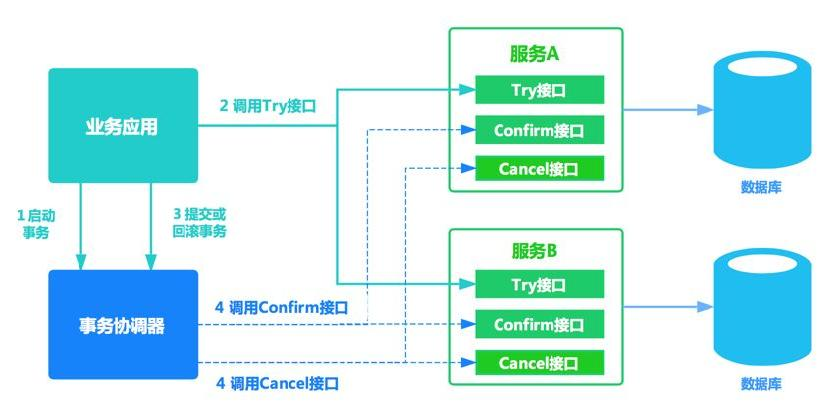 服务A
Try接口
2 调用Try接口
业务应用
Confirm接口
Cancel接口
数据库
1 启动
事务
3 提交或
回滚事务
服务B
Try接口
4 调用Confirm接口
事务协调器
Confirm接口
Cancel接口
4 调用Cancel接口
数据库